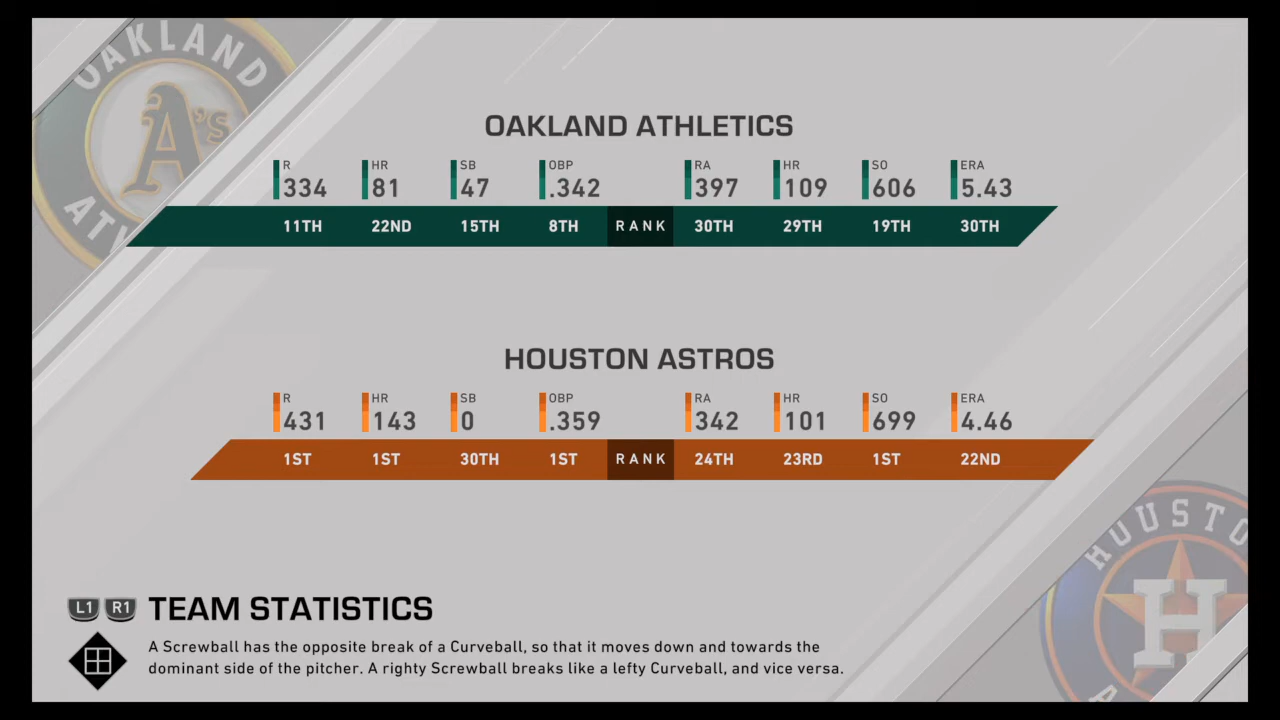 OAKLAND
A's
ATH
OAKLAND ATHLETICS
R HR SB OBP RA HR SO ERA
334 81 47 .342 397 109 606 5.43
11TH 22ND 15TH 8TH RANK 30TH 29TH 19TH 30TH
HOUSTON ASTROS
R HR SB OBP RA HR SO ERA
431 143 0 .359 342 101 699 4.46
1ST 1ST 30TH 1ST RANK 24TH 23RD 1ST 22ND
HOUSTO
H
A
L1 R1 TEAM STATISTICS
A Screwball has the opposite break of a Curveball, so that it moves down and towards the
dominant side of the pitcher. A righty Screwball breaks like a lefty Curveball, and vice versa.